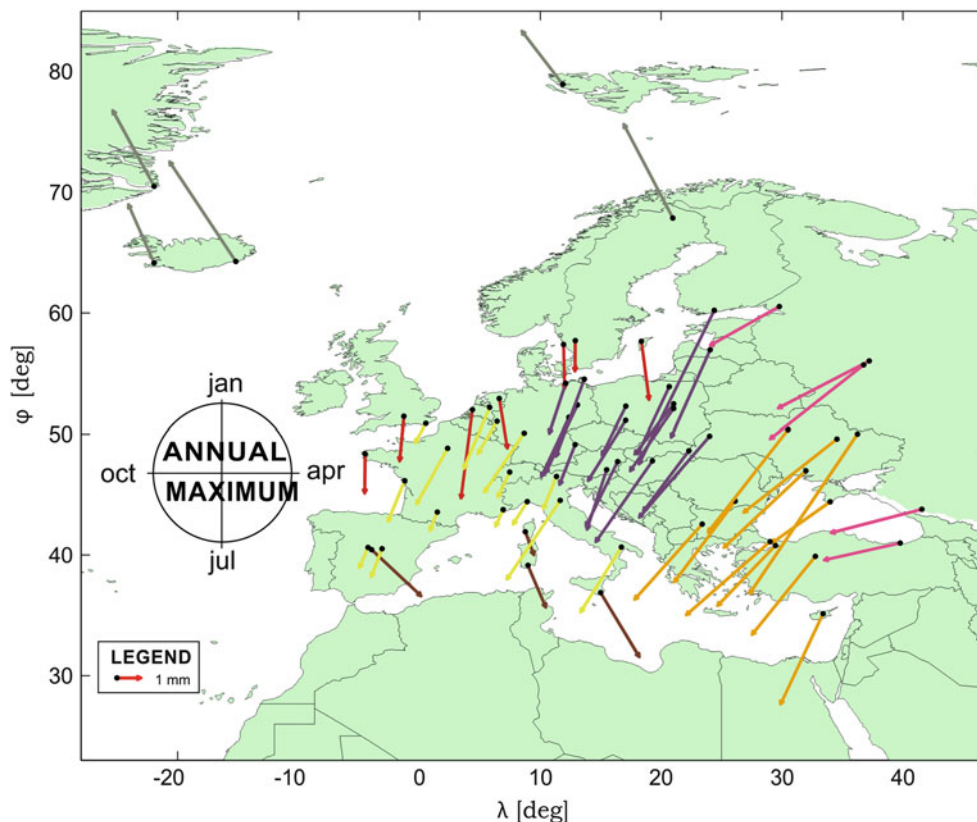 80
70
60
50
40
30
φ [deg]
jan
ANNUAL
oct
apr
MAXIMUM
jul
LEGEND
1 mm
-20
-10
0
10
20
30
40
λ [deg]